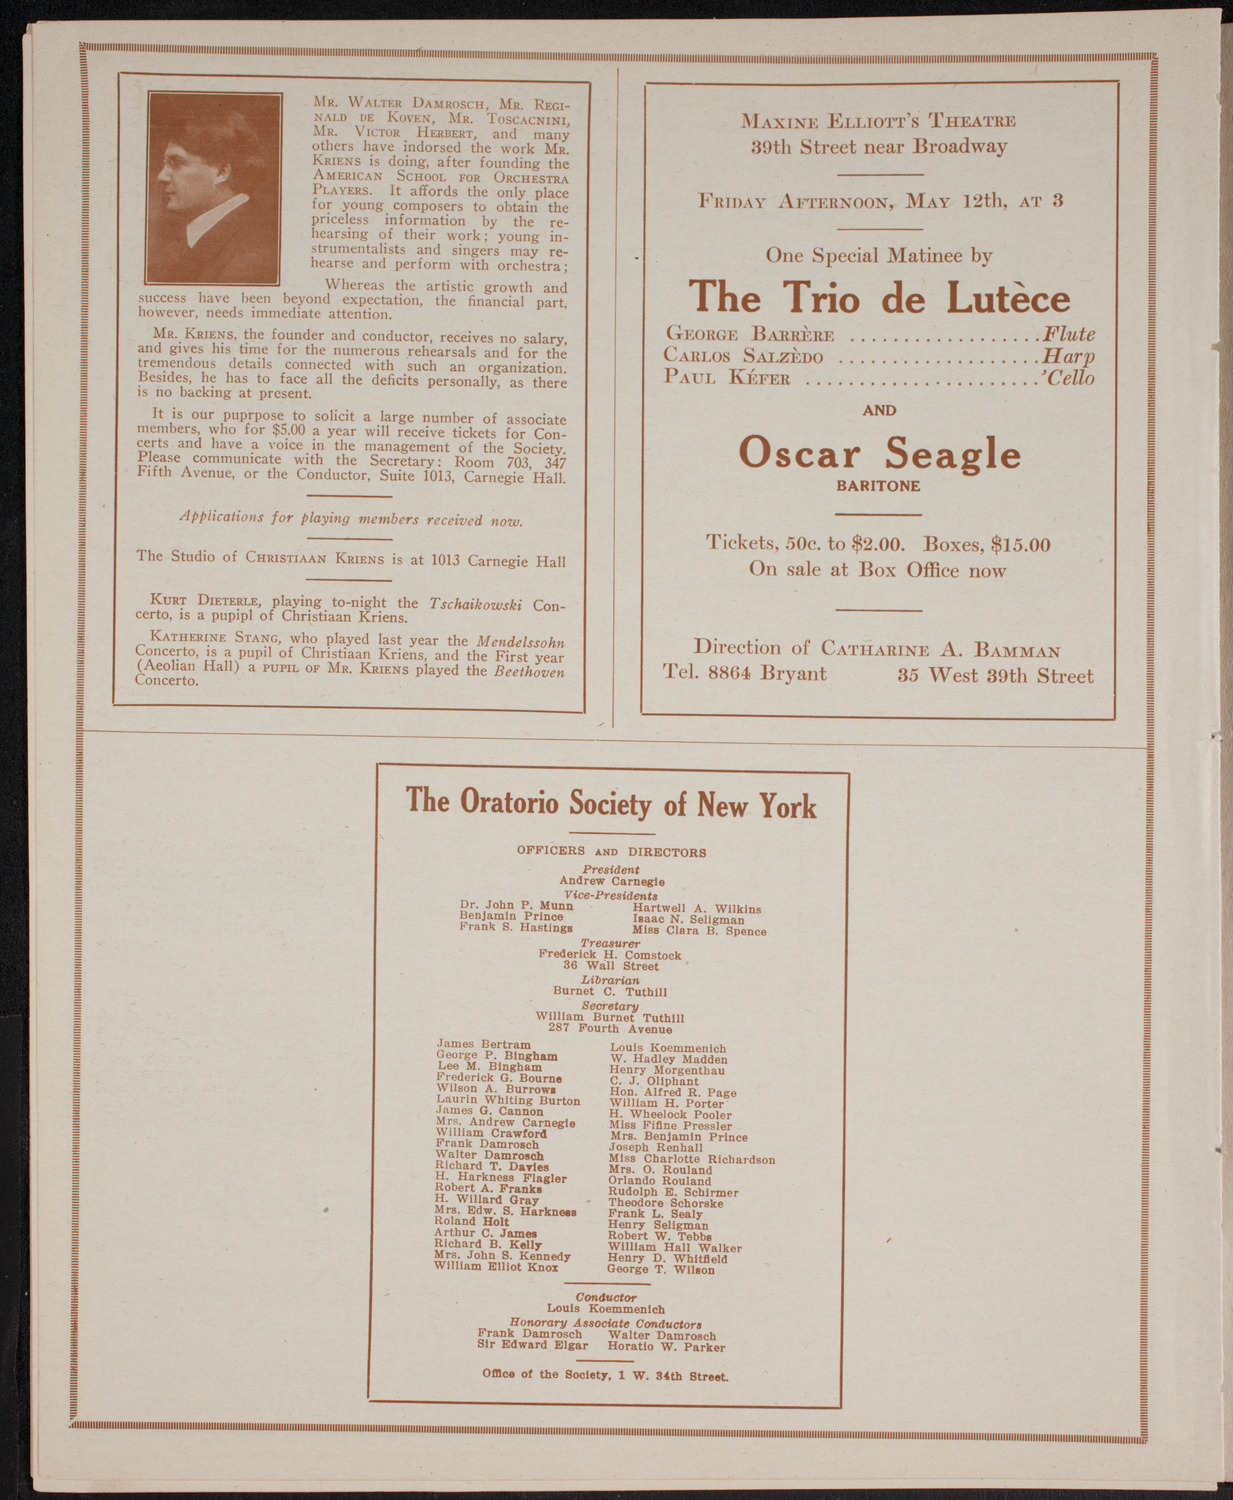 MR. WALTER DAMROSCH, MR. REGI-
NALD DE KOVEN, MR. TOSCACNINI,
MR. VICTOR HERBERT, and many
others have indorsed the work MR.
KRIENS is doing, after founding the
AMERICAN SCHOOL FOR ORCHESTRA
PLAYERS. It affords the only place
for young composers to obtain the
priceless information by the re-
hearsing of their work; young in-
strumentalists and singers may re-
hearse and perform with orchestra;
Whereas the artistic growth and
success have been beyond expectation, the financial part,
however, needs immediate attention.
MR. KRIENS, the founder and conductor, receives no salary,
and gives his time for the numerous rehearsals and for the
tremendous details connected with such an organization.
Besides, he has to face all the deficits personally, as there
is no backing at present.
It is our puprpose to solicit a large number of associate
members, who for $5.00 a year will receive tickets for Con-
certs and have a voice in the management of the Society.
Please communicate with the Secretary: Room 703, 347
Fifth Avenue, or the Conductor, Suite 1013, Carnegie Hall.
Applications for playing members received now.
The Studio of CHRISTIAAN KRIENS is at 1013 Carnegie Hall
KURT DIETERLE, playing to-night the Tschaikowski Con-
certo, is a pupipl of Christiaan Kriens.
KATHERINE STANG, who played last year the Mendelssohn
Concerto, is a pupil of Christiaan Kriens, and the First year
(Aeolian Hall) a PUPIL OF MR. KRIENS played the Beethoven
Concerto.
MAXINE ELLIOTT'S THEATRE
39th Street near Broadway
FRIDAY AFTERNOON, MAY 12th, AT 3
One Special Matinee by
The Trio de Lutèce
GEORGE BARRÈRE ..................Flute
CARLOS SALZÈDO ...................Harp
PAUL KÉFER ......................'Cello
AND
Oscar Seagle
BARITONE
Tickets, 50c. to $2.00. Boxes, $15.00
On sale at Box Office now
Direction of CATHARINE A. BAMMAN
Tel. 8864 Bryant 35 West 39th Street
The Oratorio Society of New York
OFFICERS AND DIRECTORS
President
Andrew Carnegie
Vice-Presidents
Dr. John P. Munn
Benjamin Prince
Frank S. Hastings
Hartwell A. Wilkins
Isaac N. Seligman
Miss Clara B. Spence
Treasurer
Frederick H. Comstock
36 Wall Street
Librarian
Burnet C. Tuthill
Secretary
William Burnet Tuthill
287 Fourth Avenue
James Bertram
George P. Bingham
Lee M. Bingham
Frederick G. Bourne
Wilson A. Burrows
Laurin Whiting Burton
James G. Cannon
Mrs. Andrew Carnegie
William Crawford
Frank Damrosch
Walter Damrosch
Richard T. Davies
H. Harkness Flagler
Robert A. Franks
H. Willard Gray
Mrs. Edw. S. Harkness
Roland Holt
Arthur C. James
Richard B. Kelly
Mrs. John S. Kennedy
William Elliot Knox
Louis Koemmenich
W. Hadley Madden
Henry Morgenthau
C. J. Oliphant
Hon. Alfred R. Page
William H. Porter
H. Wheelock Pooler
Miss Fifine Pressler
Mrs. Benjamin Prince
Joseph Renhall
Miss Charlotte Richardson
Mrs. O. Rouland
Orlando Rouland
Rudolph E. Schirmer
Theodore Schorske
Frank L. Sealy
Henry Seligman
Robert W. Tebbs
William Hall Walker
Henry D. Whitfield
George T. Wilson
Conductor
Louis Koemmenich
Honorary Associate Conductors
Frank Damrosch Walter Damrosch
Sir Edward Elgar Horatio W. Parker
Office of the Society, 1 W. 34th Street.